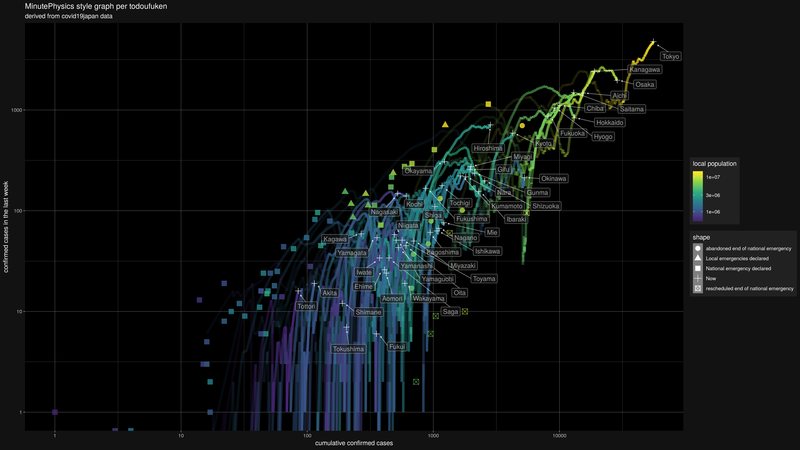 MinutePhysics style graph per todoufuken
derived from covid19japan data
confirmed cases in the last week
1000
100
10
1
Tokyo
Kanagawa
Osaka
Aichi
Chiba
Saitama
Hokkaido
Fukuoka
Hyogo
Hiroshima
Kyoto
Miyagi
Okayama
Gifu
Okinawa
Nara
Gunma
Kochi
Tochigi
Kumamoto
Shizuoka
Nagasaki
Shiga
Fukushima
Ibaraki
Niigata
Mie
Kagawa
Nagano
Yamagata
Kagoshima
Ishikawa
Iwate
Yamanashi
Miyazaki
Ehime
Yamaguchi
Toyama
Akita
Aomori
Wakayama
Oita
Tottori
Shimane
Saga
Tokushima
Fukui
1
10
100
1000
10000
cumulative confirmed cases
local population
1e+07
3e+06
1e+06
shape
abandoned end of national emergency
Local emergencies declared
National emergency declared
Now
rescheduled end of national emergency